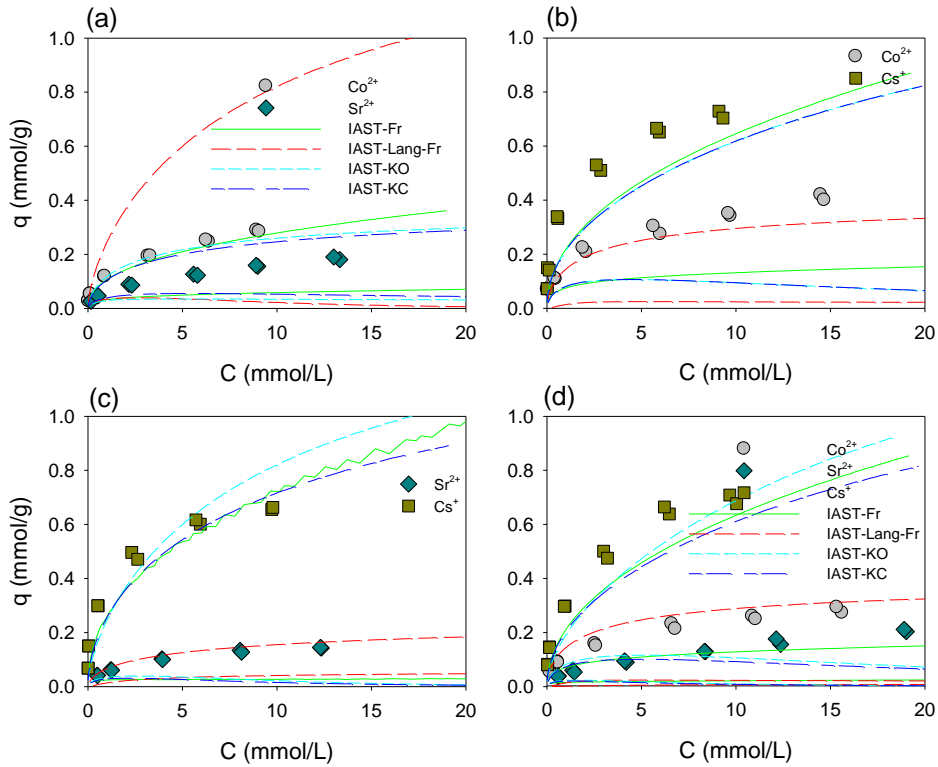 (a)
q (mmol/g)
1.0
0.8
0.6
0.4
0.2
0.0
0
5
10
15
20
C (mmol/L)
Co²⁺
Sr²⁺
IAST-Fr
IAST-Lang-Fr
IAST-KO
IAST-KC
(b)
1.0
0.8
0.6
0.4
0.2
0.0
0
5
10
15
20
C (mmol/L)
Co²⁺
Cs⁺
(c)
q (mmol/g)
1.0
0.8
0.6
0.4
0.2
0.0
0
5
10
15
20
C (mmol/L)
Sr²⁺
Cs⁺
(d)
1.0
0.8
0.6
0.4
0.2
0.0
0
5
10
15
20
C (mmol/L)
Co²⁺
Sr²⁺
Cs⁺
IAST-Fr
IAST-Lang-Fr
IAST-KO
IAST-KC